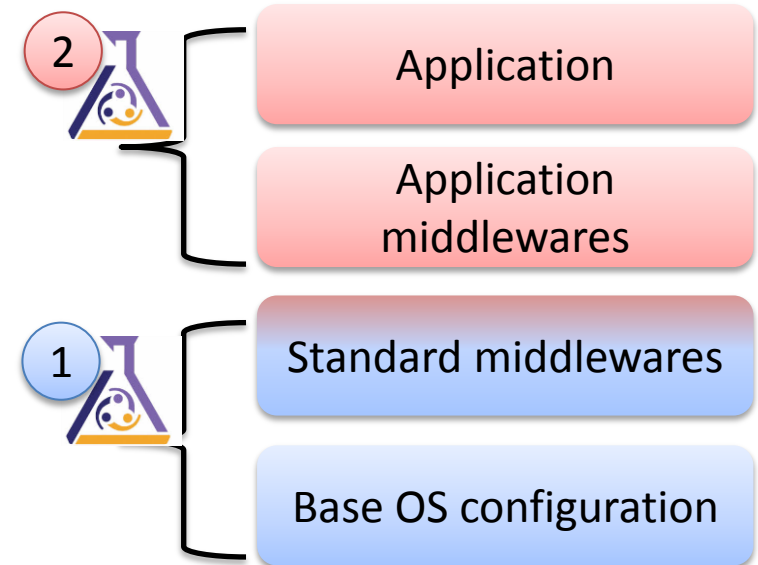 2
Application
Application
middlewares
1
Standard middlewares
Base OS configuration